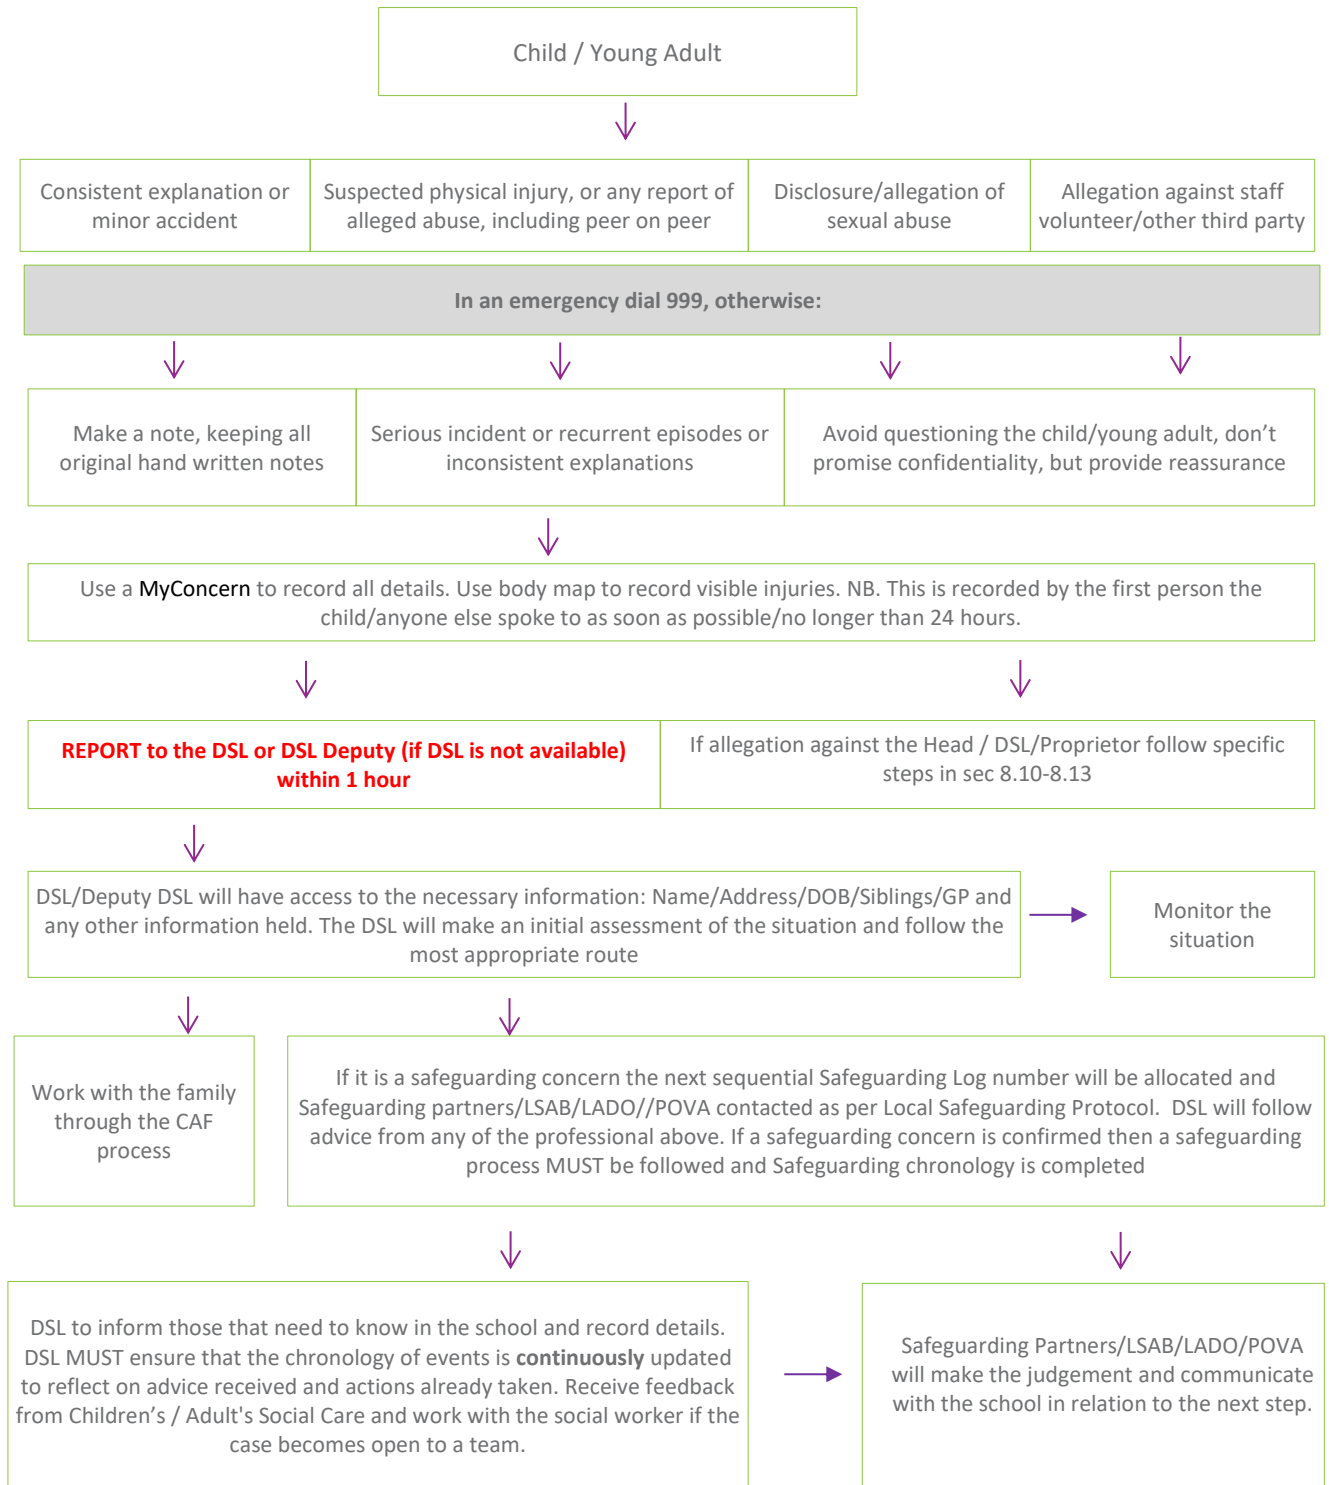 Child / Young Adult
Consistent explanation or
minor accident
Suspected physical injury, or any report of
alleged abuse, including peer on peer
Disclosure/allegation of
sexual abuse
Allegation against staff
volunteer/other third party
In an emergency dial 999, otherwise:
Make a note, keeping all
original hand written notes
Serious incident or recurrent episodes or
inconsistent explanations
Avoid questioning the child/young adult, don’t
promise confidentiality, but provide reassurance
Use a MyConcern to record all details. Use body map to record visible injuries. NB. This is recorded by the first person the
child/anyone else spoke to as soon as possible/no longer than 24 hours.
REPORT to the DSL or DSL Deputy (if DSL is not available)
within 1 hour
If allegation against the Head / DSL/Proprietor follow specific
steps in sec 8.10-8.13
DSL/Deputy DSL will have access to the necessary information: Name/Address/DOB/Siblings/GP and
any other information held. The DSL will make an initial assessment of the situation and follow the
most appropriate route
Monitor the
situation
Work with the family
through the CAF
process
If it is a safeguarding concern the next sequential Safeguarding Log number will be allocated and
Safeguarding partners/LSAB/LADO//POVA contacted as per Local Safeguarding Protocol.  DSL will follow
advice from any of the professional above. If a safeguarding concern is confirmed then a safeguarding
process MUST be followed and Safeguarding chronology is completed
DSL to inform those that need to know in the school and record details.
DSL MUST ensure that the chronology of events is continuously updated
to reflect on advice received and actions already taken. Receive feedback
from Children’s / Adult's Social Care and work with the social worker if the
case becomes open to a team.
Safeguarding Partners/LSAB/LADO/POVA
will make the judgement and communicate
with the school in relation to the next step.